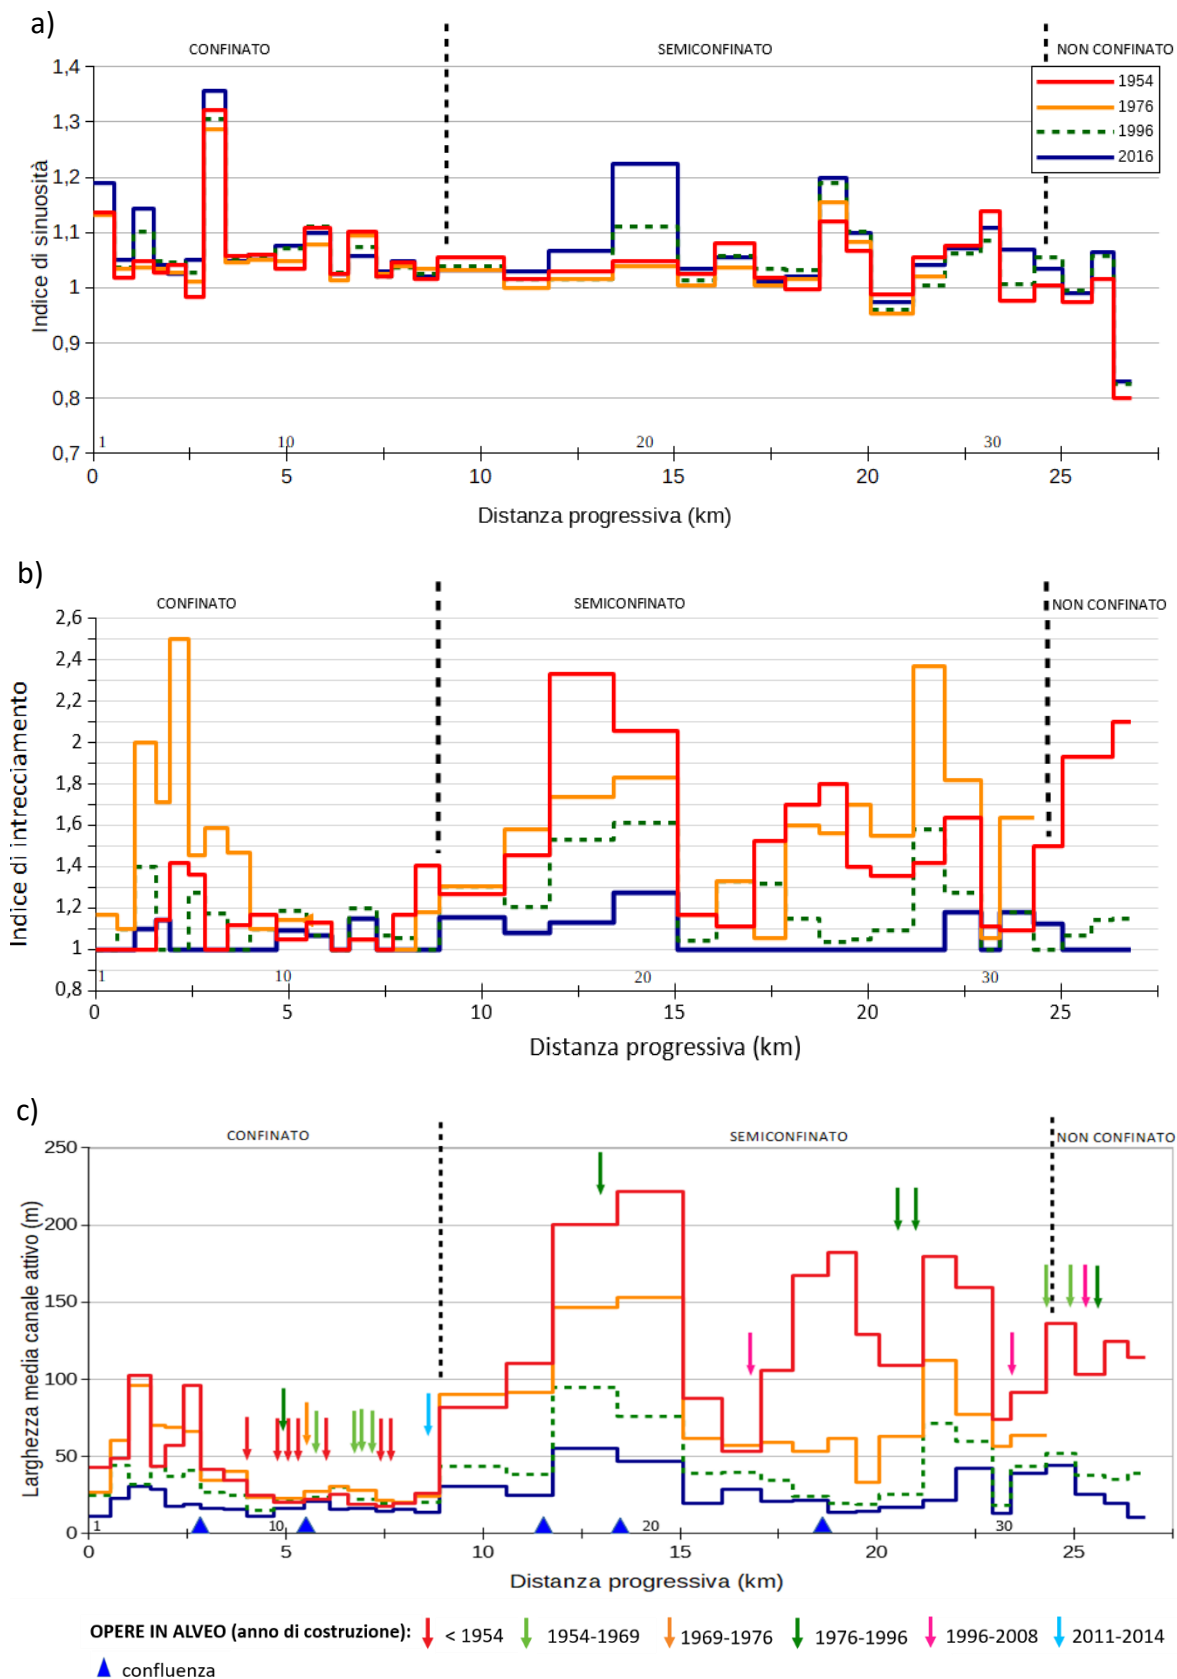 a)
CONFINATO
SEMICONFINATO
NON CONFINATO
1,4
1,3
1,2
1,1
1
0,9
0,8
0,7
Indice di sinuosità
1954
1976
1996
2016
1
10
20
30
0
5
10
15
20
25
Distanza progressiva (km)
b)
CONFINATO
SEMICONFINATO
NON CONFINATO
2,6
2,4
2,2
2
1,8
1,6
1,4
1,2
1
0,8
Indice di intrecciamento
1
10
20
30
0
5
10
15
20
25
Distanza progressiva (km)
c)
CONFINATO
SEMICONFINATO
NON CONFINATO
250
200
150
100
50
0
Larghezza media canale attivo (m)
1
10
20
30
0
5
10
15
20
25
Distanza progressiva (km)
OPERE IN ALVEO (anno di costruzione): < 1954 1954-1969 1969-1976 1976-1996 1996-2008 2011-2014
confluenza